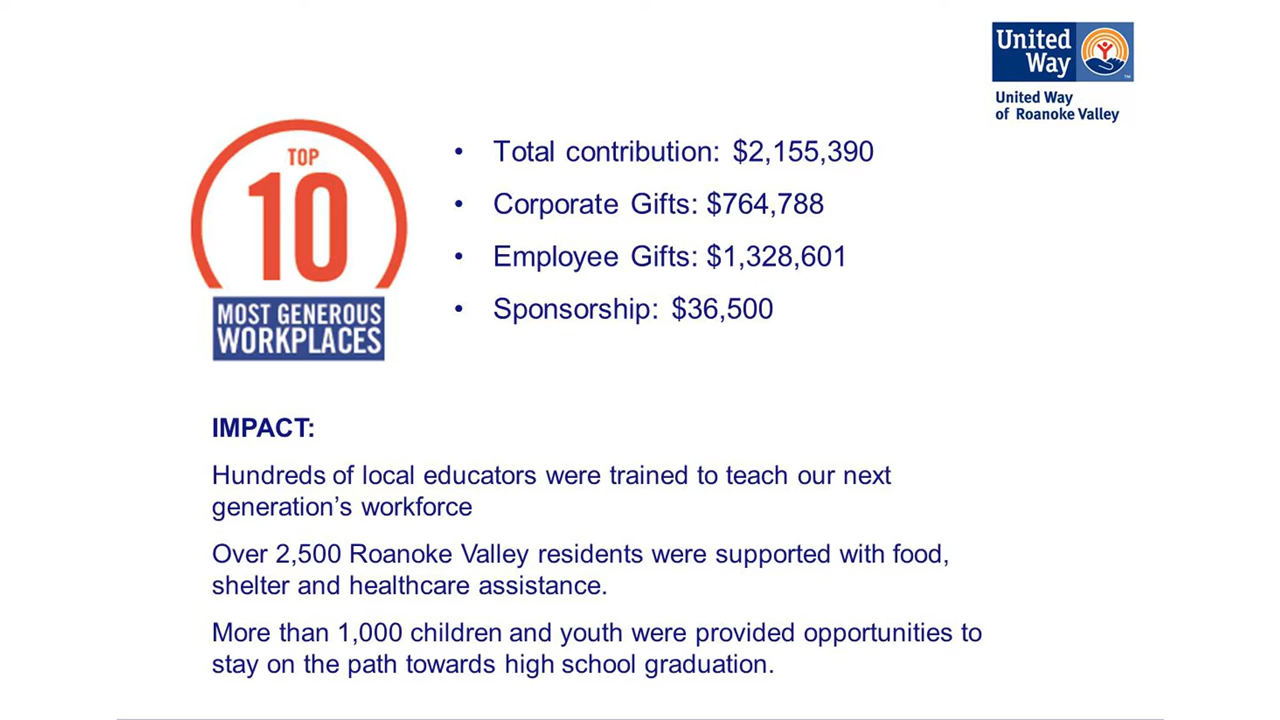 United
Way
United Way
of Roanoke Valley
TOP
10
MOST GENEROUS
WORKPLACES
• Total contribution: $2,155,390
• Corporate Gifts: $764,788
• Employee Gifts: $1,328,601
• Sponsorship: $36,500
IMPACT:
Hundreds of local educators were trained to teach our next
generation’s workforce
Over 2,500 Roanoke Valley residents were supported with food,
shelter and healthcare assistance.
More than 1,000 children and youth were provided opportunities to
stay on the path towards high school graduation.